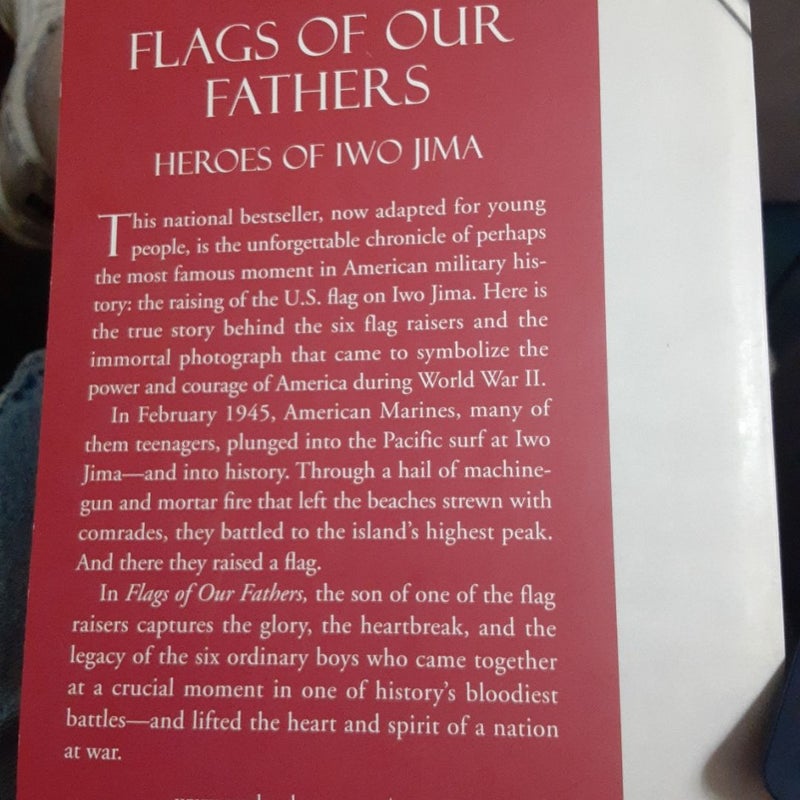 FLAGS OF OUR
FATHERS
HEROES OF IWO JIMA
This national bestseller, now adapted for young
people, is the unforgettable chronicle of perhaps
the most famous moment in American military his-
tory: the raising of the U.S. flag on Iwo Jima. Here is
the true story behind the six flag raisers and the
immortal photograph that came to symbolize the
power and courage of America during World War II.
In February 1945, American Marines, many of
them teenagers, plunged into the Pacific surf at Iwo
Jima—and into history. Through a hail of machine-
gun and mortar fire that left the beaches strewn with
comrades, they battled to the island's highest peak.
And there they raised a flag.
In Flags of Our Fathers, the son of one of the flag
raisers captures the glory, the heartbreak, and the
legacy of the six ordinary boys who came together
at a crucial moment in one of history's bloodiest
battles—and lifted the heart and spirit of a nation
at war.